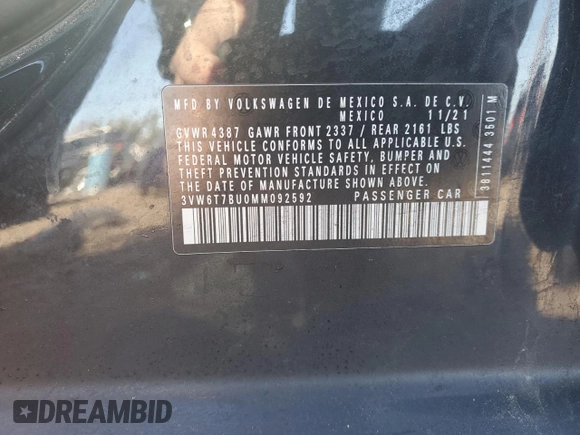 MFD BY VOLKSWAGEN DE MEXICO S.A. DE C.V.
MEXICO 11/21
GVWR 4387 GAWR FRONT 2337 / REAR 2161 LBS
THIS VEHICLE CONFORMS TO ALL APPLICABLE U.S.
FEDERAL MOTOR VEHICLE SAFETY, BUMPER AND
THEFT PREVENTION STANDARDS IN EFFECT ON
DATE OF MANUFACTURE SHOWN ABOVE.
3VW6T7BU0MM092592 PASSENGER CAR
3811444 3501 M
DREAMBID